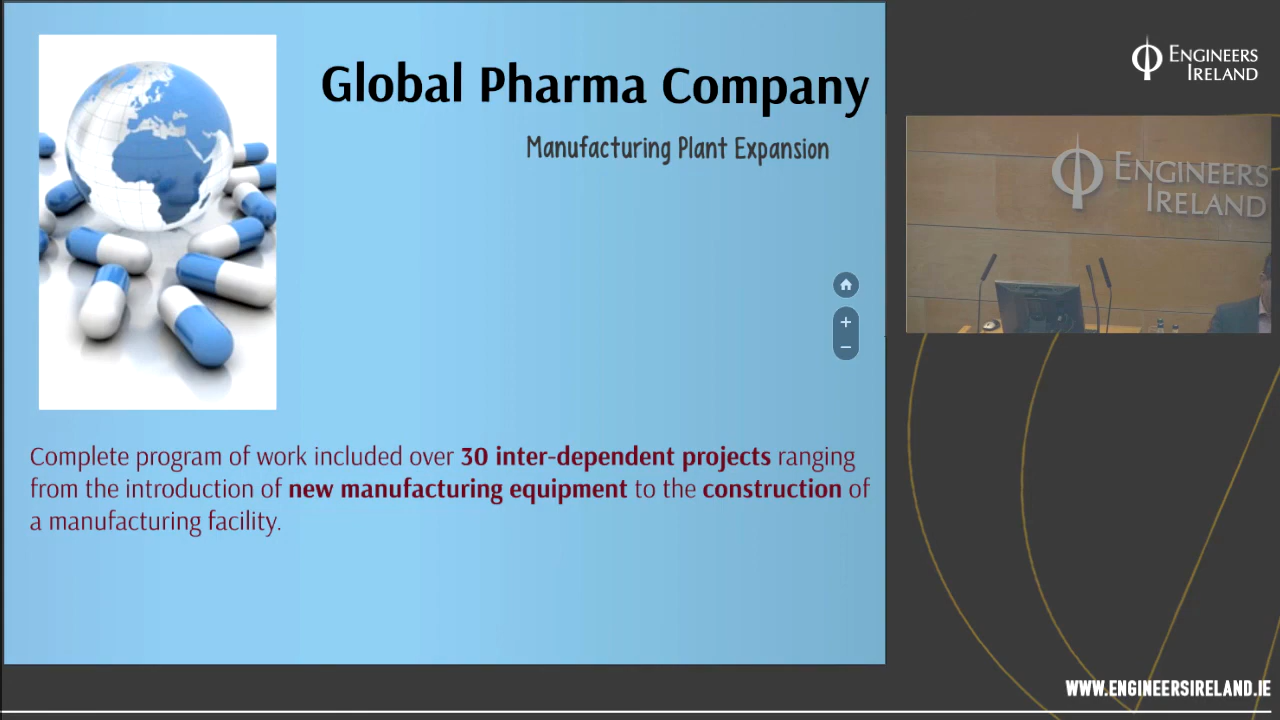 Global Pharma Company
Manufacturing Plant Expansion
Complete program of work included over 30 inter-dependent projects ranging
from the introduction of new manufacturing equipment to the construction of
a manufacturing facility.
ENGINEERS
IRELAND
ENGINEERS
IRELAND
WWW.ENGINEERSIRELAND.IE